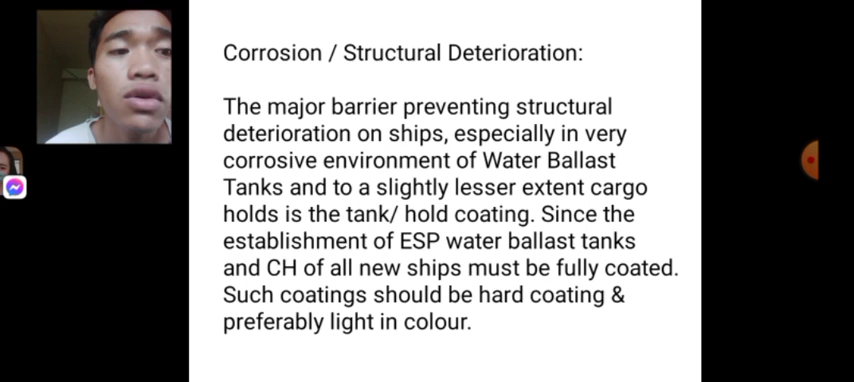 Corrosion / Structural Deterioration:
The major barrier preventing structural
deterioration on ships, especially in very
corrosive environment of Water Ballast
Tanks and to a slightly lesser extent cargo
holds is the tank/ hold coating. Since the
establishment of ESP water ballast tanks
and CH of all new ships must be fully coated.
Such coatings should be hard coating &
preferably light in colour.